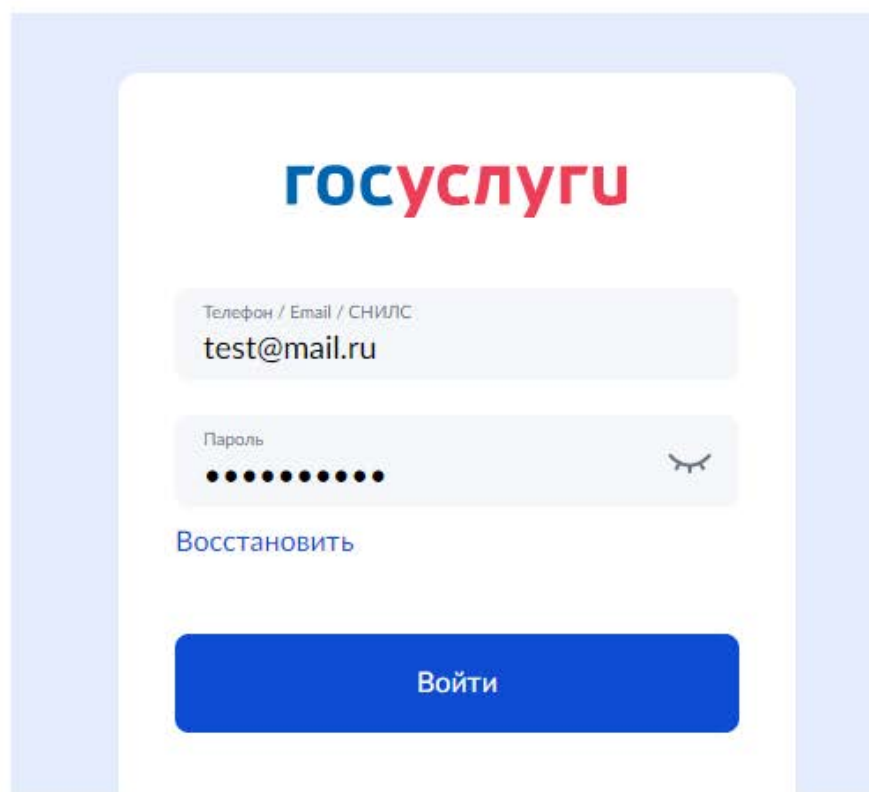 госуслуги
Телефон / Email / СНИЛС
test@mail.ru
Пароль
••••••••••
Восстановить
Войти